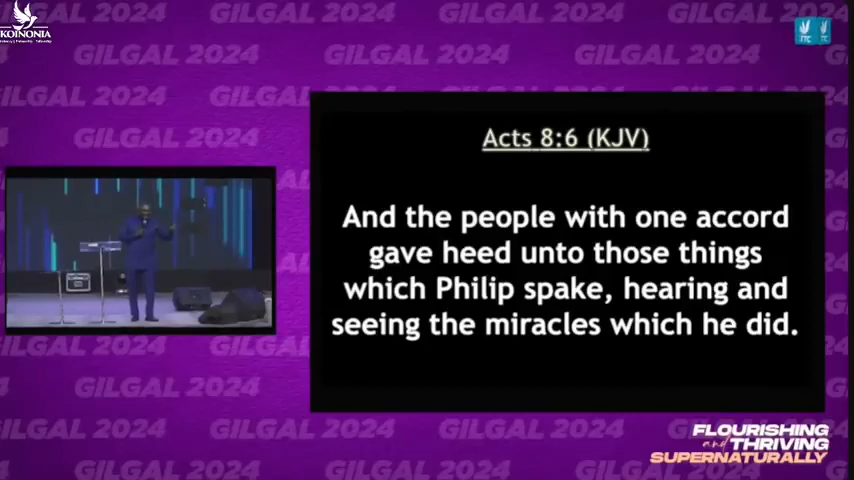 KOINONIA
GILGAL 2024
Acts 8:6 (KJV)
And the people with one accord
gave heed unto those things
which Philip spake, hearing and
seeing the miracles which he did.
FLOURISHING
and THRIVING
SUPERNATURALLY